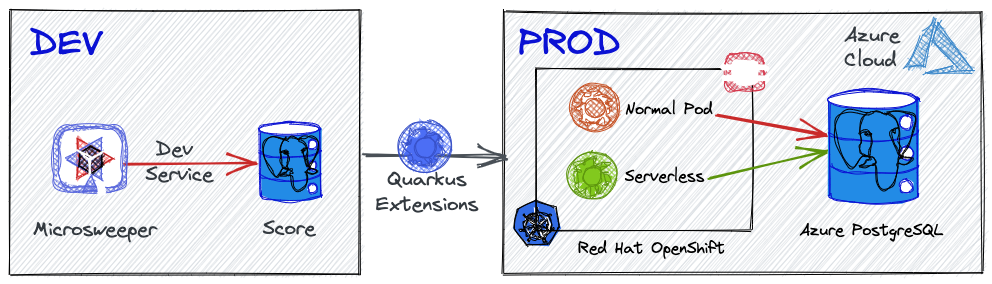 DEV
Dev
Service
Microsweeper
Score
Quarkus
Extensions
PROD
Azure
Cloud
Normal Pod
Serverless
Red Hat OpenShift
Azure PostgreSQL